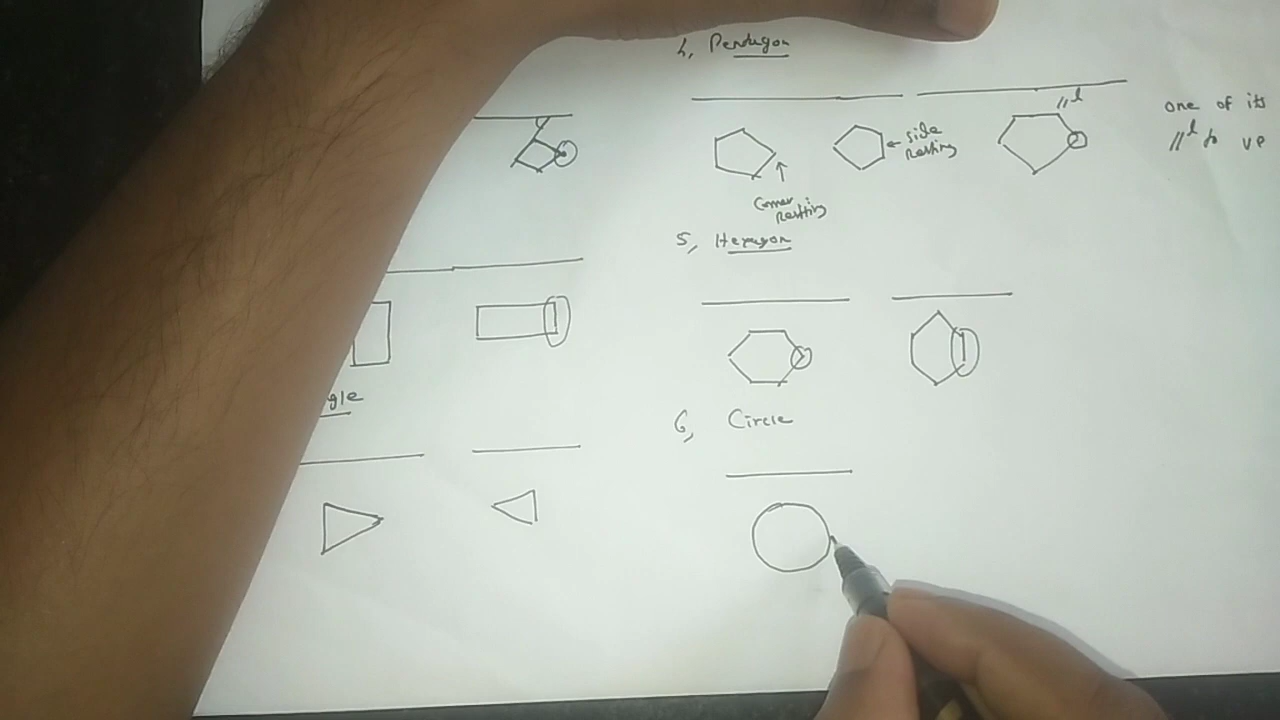 4, Pentagon
//l
one of its
//l to VP
← side
resting
Corner
resting
5, Hexagon
gle
6, Circle